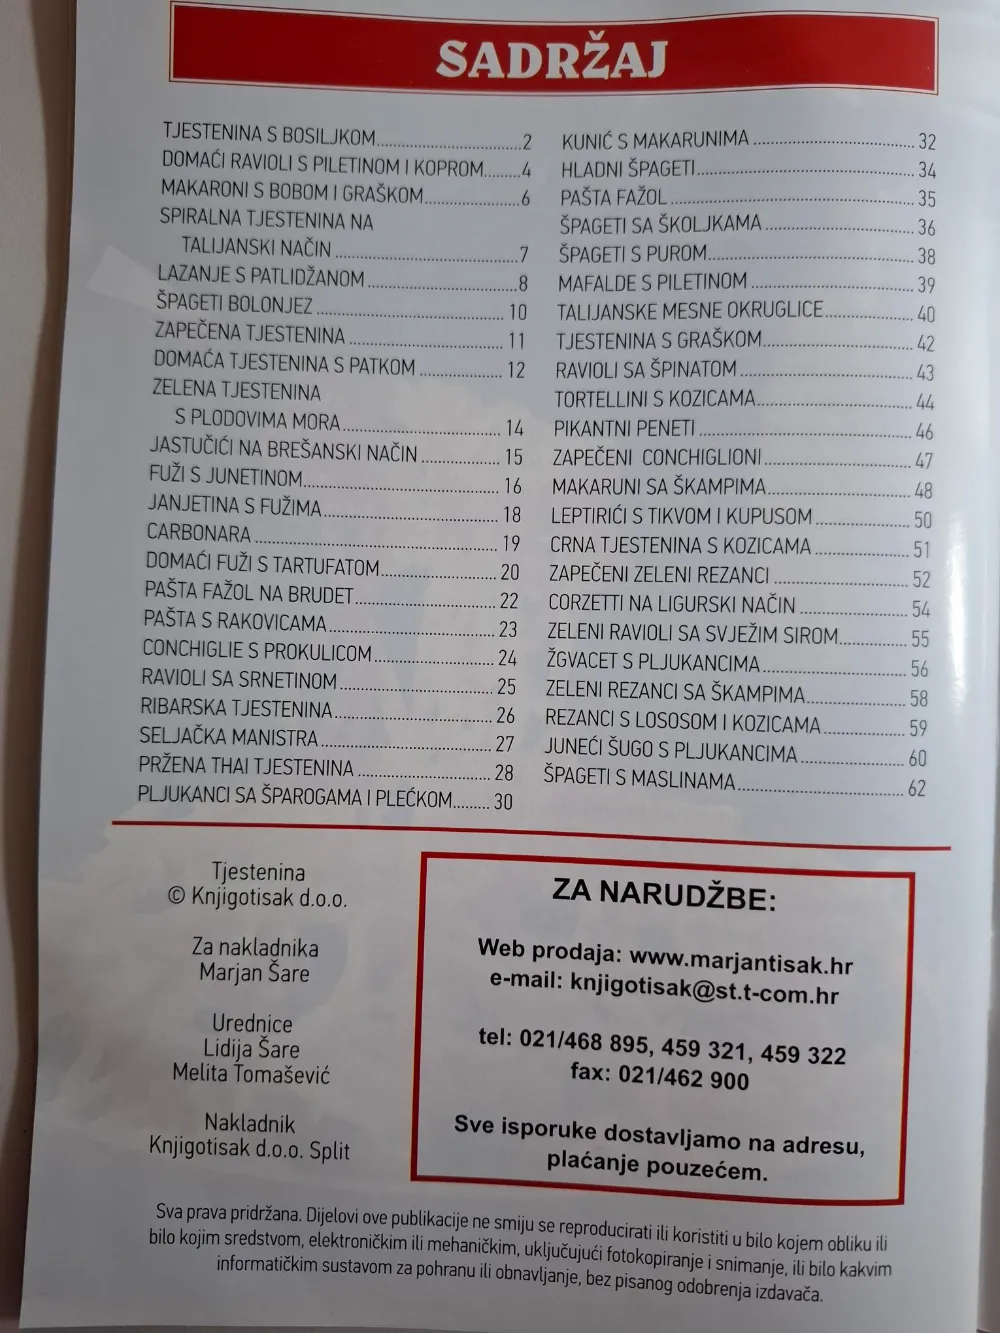 SADRŽAJ
TJESTENINA S BOSILJKOM 2
DOMAĆI RAVIOLI S PILETINOM I KOPROM 4
MAKARONI S BOBOM I GRAŠKOM 6
SPIRALNA TJESTENINA NA
TALIJANSKI NAČIN 7
LAZANJE S PATLIDŽANOM 8
ŠPAGETI BOLONJEZ 10
ZAPEČENA TJESTENINA 11
DOMAĆA TJESTENINA S PATKOM 12
ZELENA TJESTENINA
S PLODOVIMA MORA 14
JASTUČIĆI NA BREŠANSKI NAČIN 15
FUŽI S JUNETINOM 16
JANJETINA S FUŽIMA 18
CARBONARA 19
DOMAĆI FUŽI S TARTUFATOM 20
PAŠTA FAŽOL NA BRUDET 22
PAŠTA S RAKOVICAMA 23
CONCHIGLIE S PROKULICOM 24
RAVIOLI SA SRNETINOM 25
RIBARSKA TJESTENINA 26
SELJAČKA MANISTRA 27
PRŽENA THAI TJESTENINA 28
PLJUKANCI SA ŠPAROGAMA I PLEĆKOM 30
KUNIĆ S MAKARUNIMA 32
HLADNI ŠPAGETI 34
PAŠTA FAŽOL 35
ŠPAGETI SA ŠKOLJKAMA 36
ŠPAGETI S PUROM 38
MAFALDE S PILETINOM 39
TALIJANSKE MESNE OKRUGLICE 40
TJESTENINA S GRAŠKOM 42
RAVIOLI SA ŠPINATOM 43
TORTELLINI S KOZICAMA 44
PIKANTNI PENETI 46
ZAPEČENI CONCHIGLIONI 47
MAKARUNI SA ŠKAMPIMA 48
LEPTIRIĆI S TIKVOM I KUPUSOM 50
CRNA TJESTENINA S KOZICAMA 51
ZAPEČENI ZELENI REZANCI 52
CORZETTI NA LIGURSKI NAČIN 54
ZELENI RAVIOLI SA SVJEŽIM SIROM 55
ŽGVACET S PLJUKANCIMA 56
ZELENI REZANCI SA ŠKAMPIMA 58
REZANCI S LOSOSOM I KOZICAMA 59
JUNEĆI ŠUGO S PLJUKANCIMA 60
ŠPAGETI S MASLINAMA 62
Tjestenina
© Knjigotisak d.o.o.
Za nakladnika
Marjan Šare
Urednice
Lidija Šare
Melita Tomašević
Nakladnik
Knjigotisak d.o.o. Split
ZA NARUDŽBE:
Web prodaja: www.marjantisak.hr
e-mail: knjigotisak@st.t-com.hr
tel: 021/468 895, 459 321, 459 322
fax: 021/462 900
Sve isporuke dostavljamo na adresu,
plaćanje pouzećem.
Sva prava pridržana. Dijelovi ove publikacije ne smiju se reproducirati ili koristiti u bilo kojem obliku ili
bilo kojim sredstvom, elektroničkim ili mehaničkim, uključujući fotokopiranje i snimanje, ili bilo kakvim
informatičkim sustavom za pohranu ili obnavljanje, bez pisanog odobrenja izdavača.